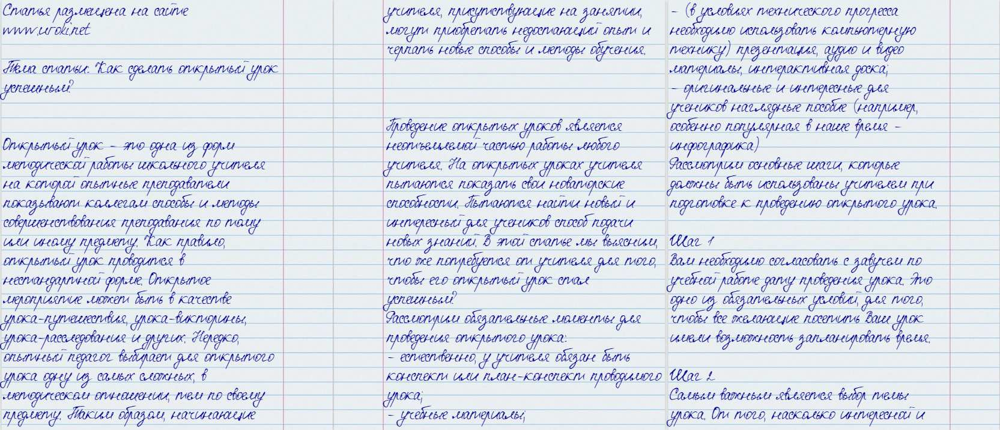 Статья размещена на сайте
www.uroki.net
Тема статьи: "Как сделать открытый урок
успешным?
Открытый урок - это одна из форм
методической работы школьного учителя
на которой опытные преподаватели
показывают коллегам способы и методы
совершенствования преподавания по тому
или иному предмету. Как правило,
открытый урок проводится в
нестандартной форме. Открытое
мероприятие может быть в качестве
урока-путешествия, урока-викторины,
урока-расследования и других. Нередко,
опытный педагог выбирает для открытого
урока одну из самых сложных, в
методическом отношении, тем по своему
предмету. Таким образом, начинающие
учителя, присутствующие на занятии,
могут приобретать недостающий опыт и
черпать новые способы и методы обучения.
Проведение открытых уроков является
неотъемлемой частью работы любого
учителя. На открытых уроках учителя
пытаются показать свои новаторские
способности. Пытаются найти новый и
интересный для учеников способ подачи
новых знаний. В этой статье мы выясним,
что же потребуется от учителя для того,
чтобы его открытый урок стал
успешным?
Рассмотрим обязательные моменты для
проведения открытого урока:
- естественно, у учителя обязан быть
конспект или план-конспект проводимого
урока;
- учебные материалы;
- (в условиях технического прогресса
необходимо использовать компьютерную
технику) презентация, аудио и видео
материалы, интерактивная доска;
- оригинальные и интересные для
учеников наглядные пособие (например,
особенно популярная в наше время -
инфографика)
Рассмотрим основные шаги, которые
должны быть использованы учителем при
подготовке к проведению открытого урока.
Шаг 1
Вам необходимо согласовать с завучем по
учебной работе дату проведения урока. Это
одно из обязательных условий, для того,
чтобы все желающие посетить Ваш урок
имели возможность запланировать время.
Шаг 2
Самым важным является выбор темы
урока. От того, насколько интересной и